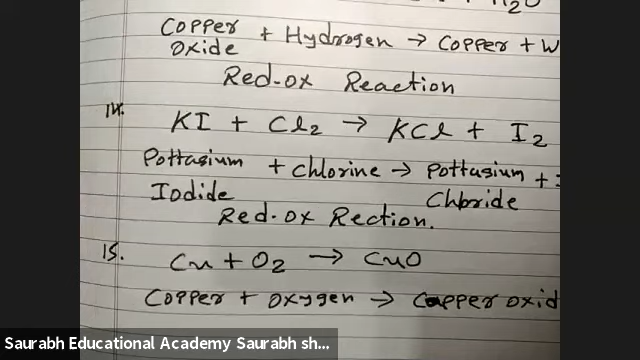 H2O
Copper + Hydrogen → Copper + W
oxide
Red-ox Reaction
14. KI + Cl2 → KCl + I2
Pottasium + chlorine → Pottasium +
Iodide Chloride
Red-ox Rection.
15. Cu + O2 → CuO
Copper + Oxygen → Copper oxid
Saurabh Educational Academy Saurabh sh...